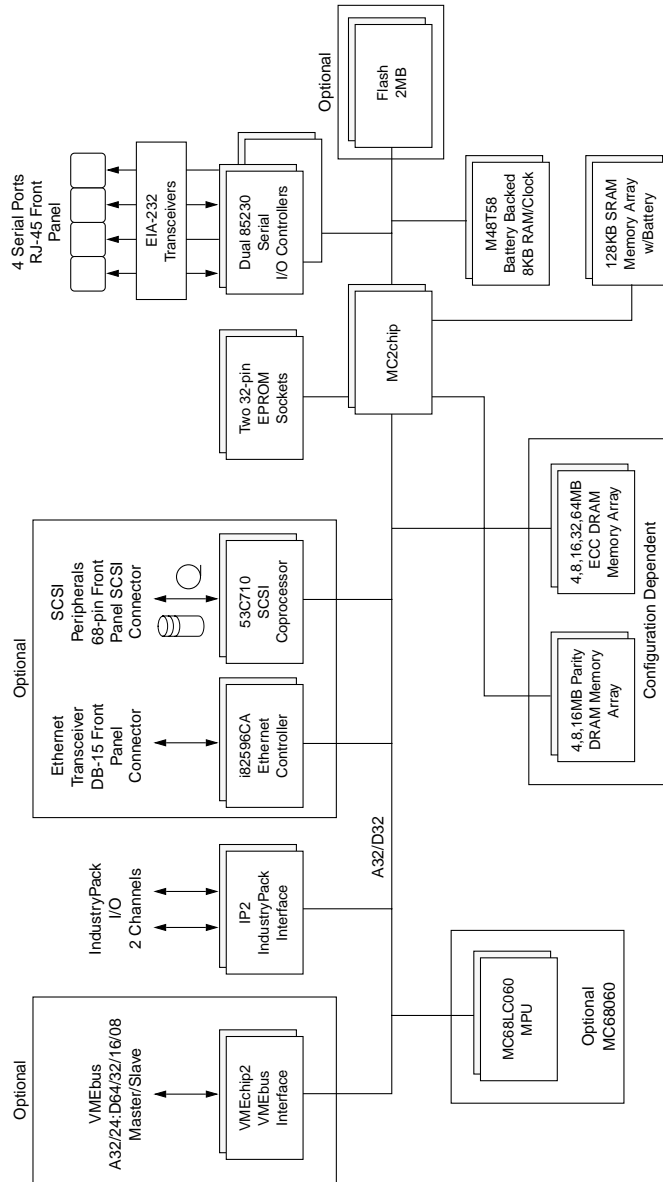 Optional
VMEbus
A32/24:D64/32/16/08
Master/Slave
VMEchip2
VMEbus
Interface
IndustryPack
I/O
2 Channels
IP2
IndustryPack
Interface
Optional
Ethernet
Transceiver
DB-15 Front
Panel
Connector
i82596CA
Ethernet
Controller
SCSI
Peripherals
68-pin Front
Panel SCSI
Connector
53C710
SCSI
Coprocessor
Two 32-pin
EPROM
Sockets
4 Serial Ports
RJ-45 Front
Panel
EIA-232
Transceivers
Dual 85230
Serial
I/O Controllers
Optional
Flash
2MB
A32/D32
MC2chip
MC68LC060
MPU
Optional
MC68060
4,8,16MB Parity
DRAM Memory
Array
4,8,16,32,64MB
ECC DRAM
Memory Array
Configuration Dependent
M48T58
Battery Backed
8KB RAM/Clock
128KB SRAM
Memory Array
w/Battery